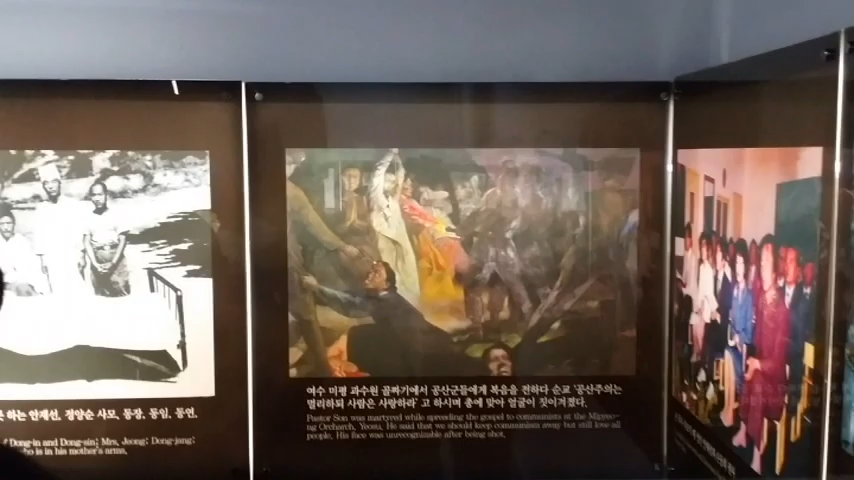 하는 안재선, 정양순 사모, 동장, 동임, 동연.
Dong-in and Dong-sin; Mrs, Jeong; Dong-jang;
ho is in his mother's arms.
여수 미평 과수원 골짜기에서 공산군들에게 복음을 전하다 순교 '공산주의는
멀리하되 사람은 사랑하라' 고 하시며 총에 맞아 얼굴이 짓이겨졌다.
Pastor Son was martyred while spreading the gospel to communists at the Mipyeo-
ng Orcharch, Yeosu, He said that we should keep communism away but still love all
people, His face was unrecognizable after being shot,